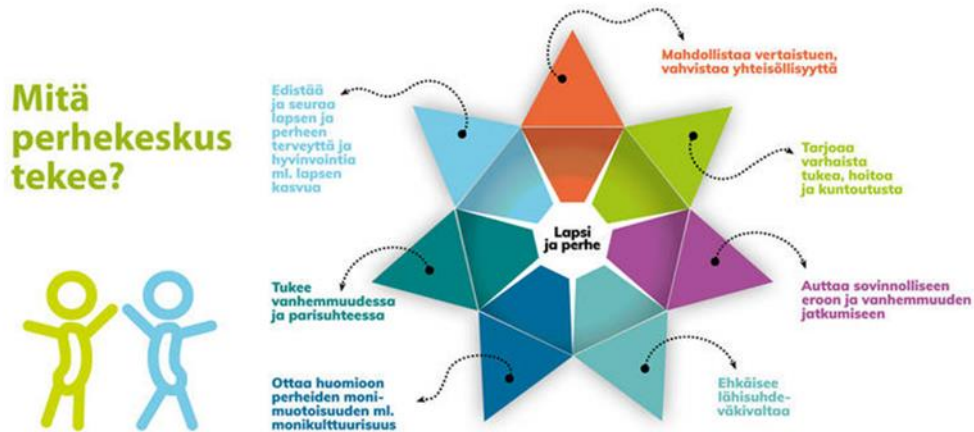 Mitä
perhekeskus
tekee?
Mahdollistaa vertaistuen,
vahvistaa yhteisöllisyyttä
Tarjoaa
varhaista
tukea, hoitoa
ja kuntoutusta
Auttaa sovinnolliseen
eroon ja vanhemmuuden
jatkumiseen
Ehkäisee
lähisuhde-
väkivaltaa
Ottaa huomioon
perheiden moni-
muotoisuuden ml.
monikulttuurisuus
Tukee
vanhemmuudessa
ja parisuhteessa
Edistää
ja seuraa
lapsen ja
perheen
terveyttä ja
hyvinvointia
ml. lapsen
kasvua
Lapsi
ja perhe